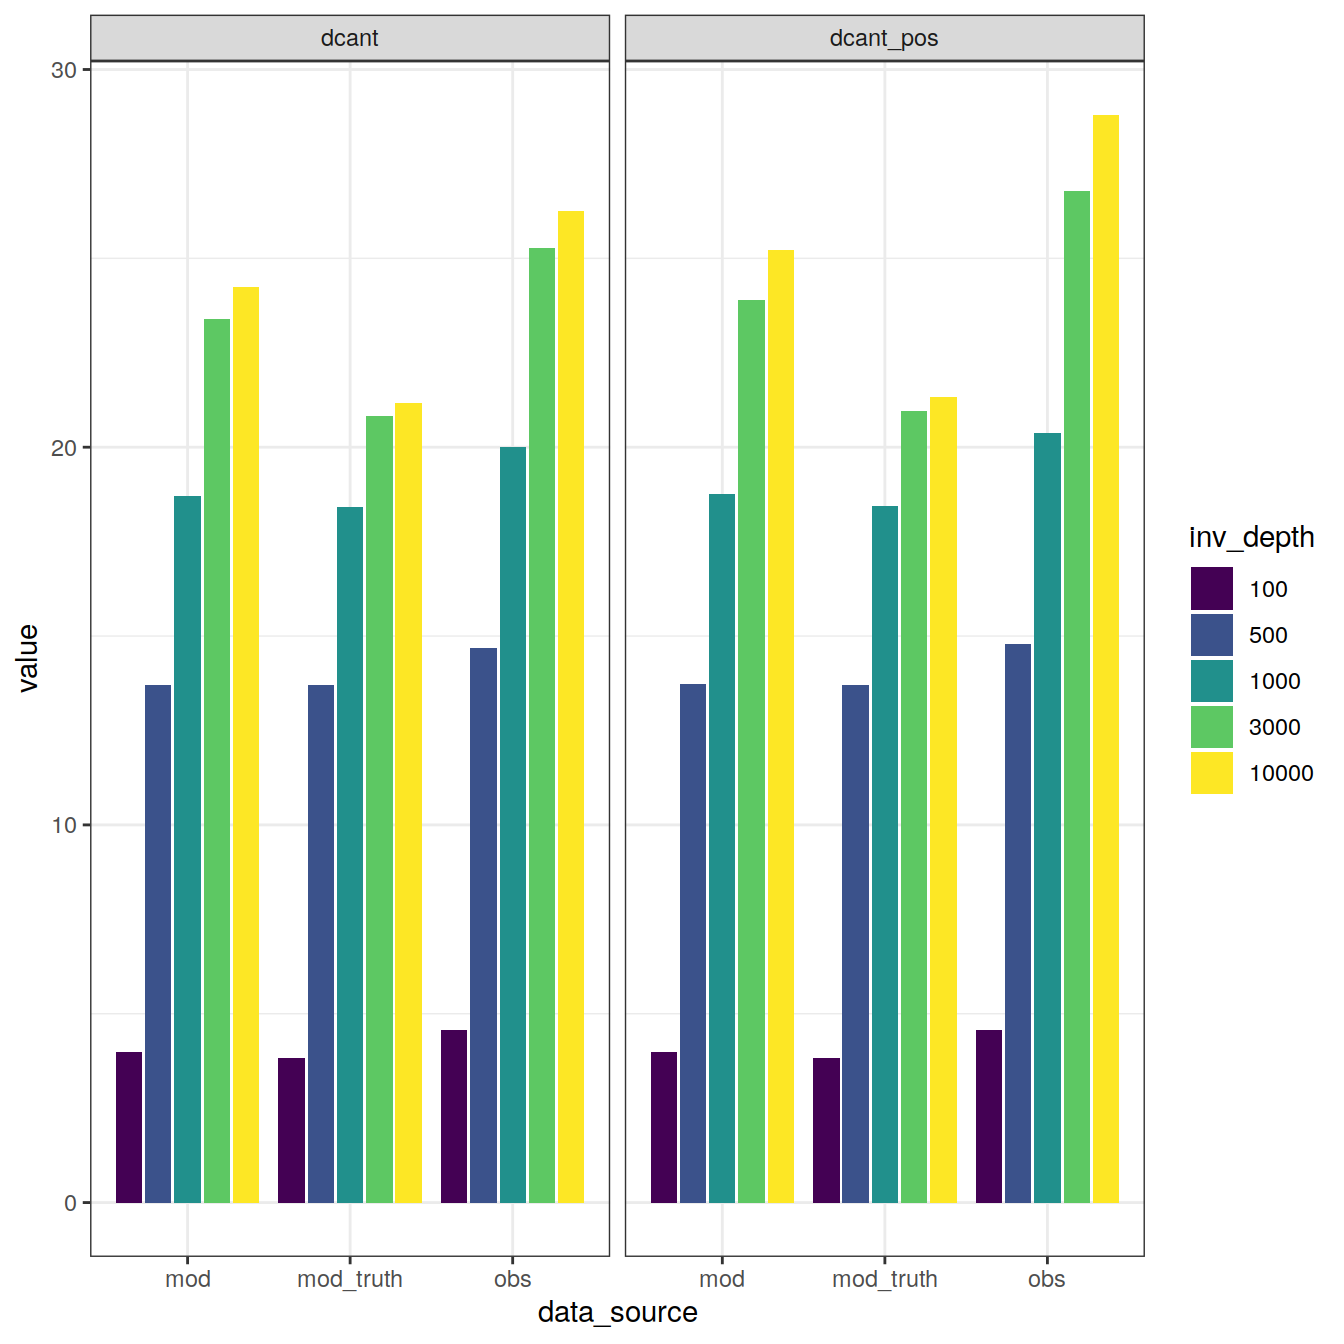 dcant
dcant_pos
30
20
10
0
value
mod
mod_truth
obs
mod
mod_truth
obs
data_source
inv_depth
100
500
1000
3000
10000